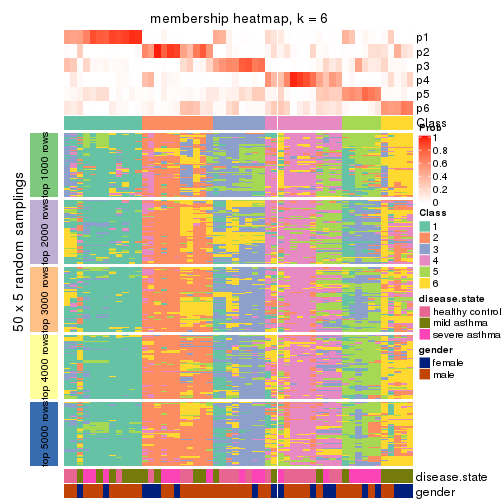 membership heatmap, k = 6
p1
p2
p3
p4
p5
p6
Class
Prob
1
0.8
0.6
0.4
0.2
0
Class
1
2
3
4
5
6
disease.state
healthy control
mild asthma
severe asthma
gender
female
male
50 x 5 random samplings
top 1000 rows
top 2000 rows
top 3000 rows
top 4000 rows
top 5000 rows
disease.state
gender